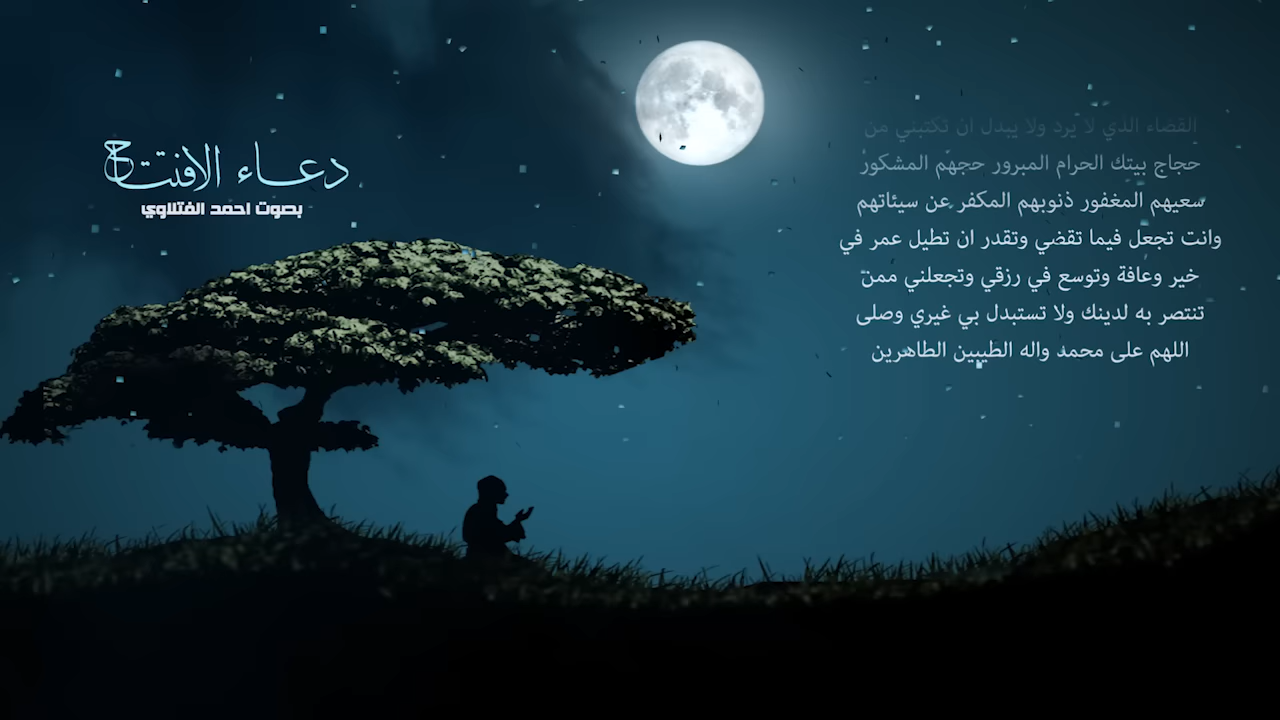 دعاء الافتتاح
بصوت احمد الفتلاوي
القضاء الذي لا يرد ولا يبدل ان تكتبني من
حجاج بيتك الحرام المبرور حجهم المشكور
سعيهم المغفور ذنوبهم المكفر عن سيئاتهم
وانت تجعل فيما تقضي وتقدر ان تطيل عمر في
خير وعافة وتوسع في رزقي وتجعلني ممن
تنتصر به لدينك ولا تستبدل بي غيري وصلى
اللهم على محمد واله الطيبين الطاهرين